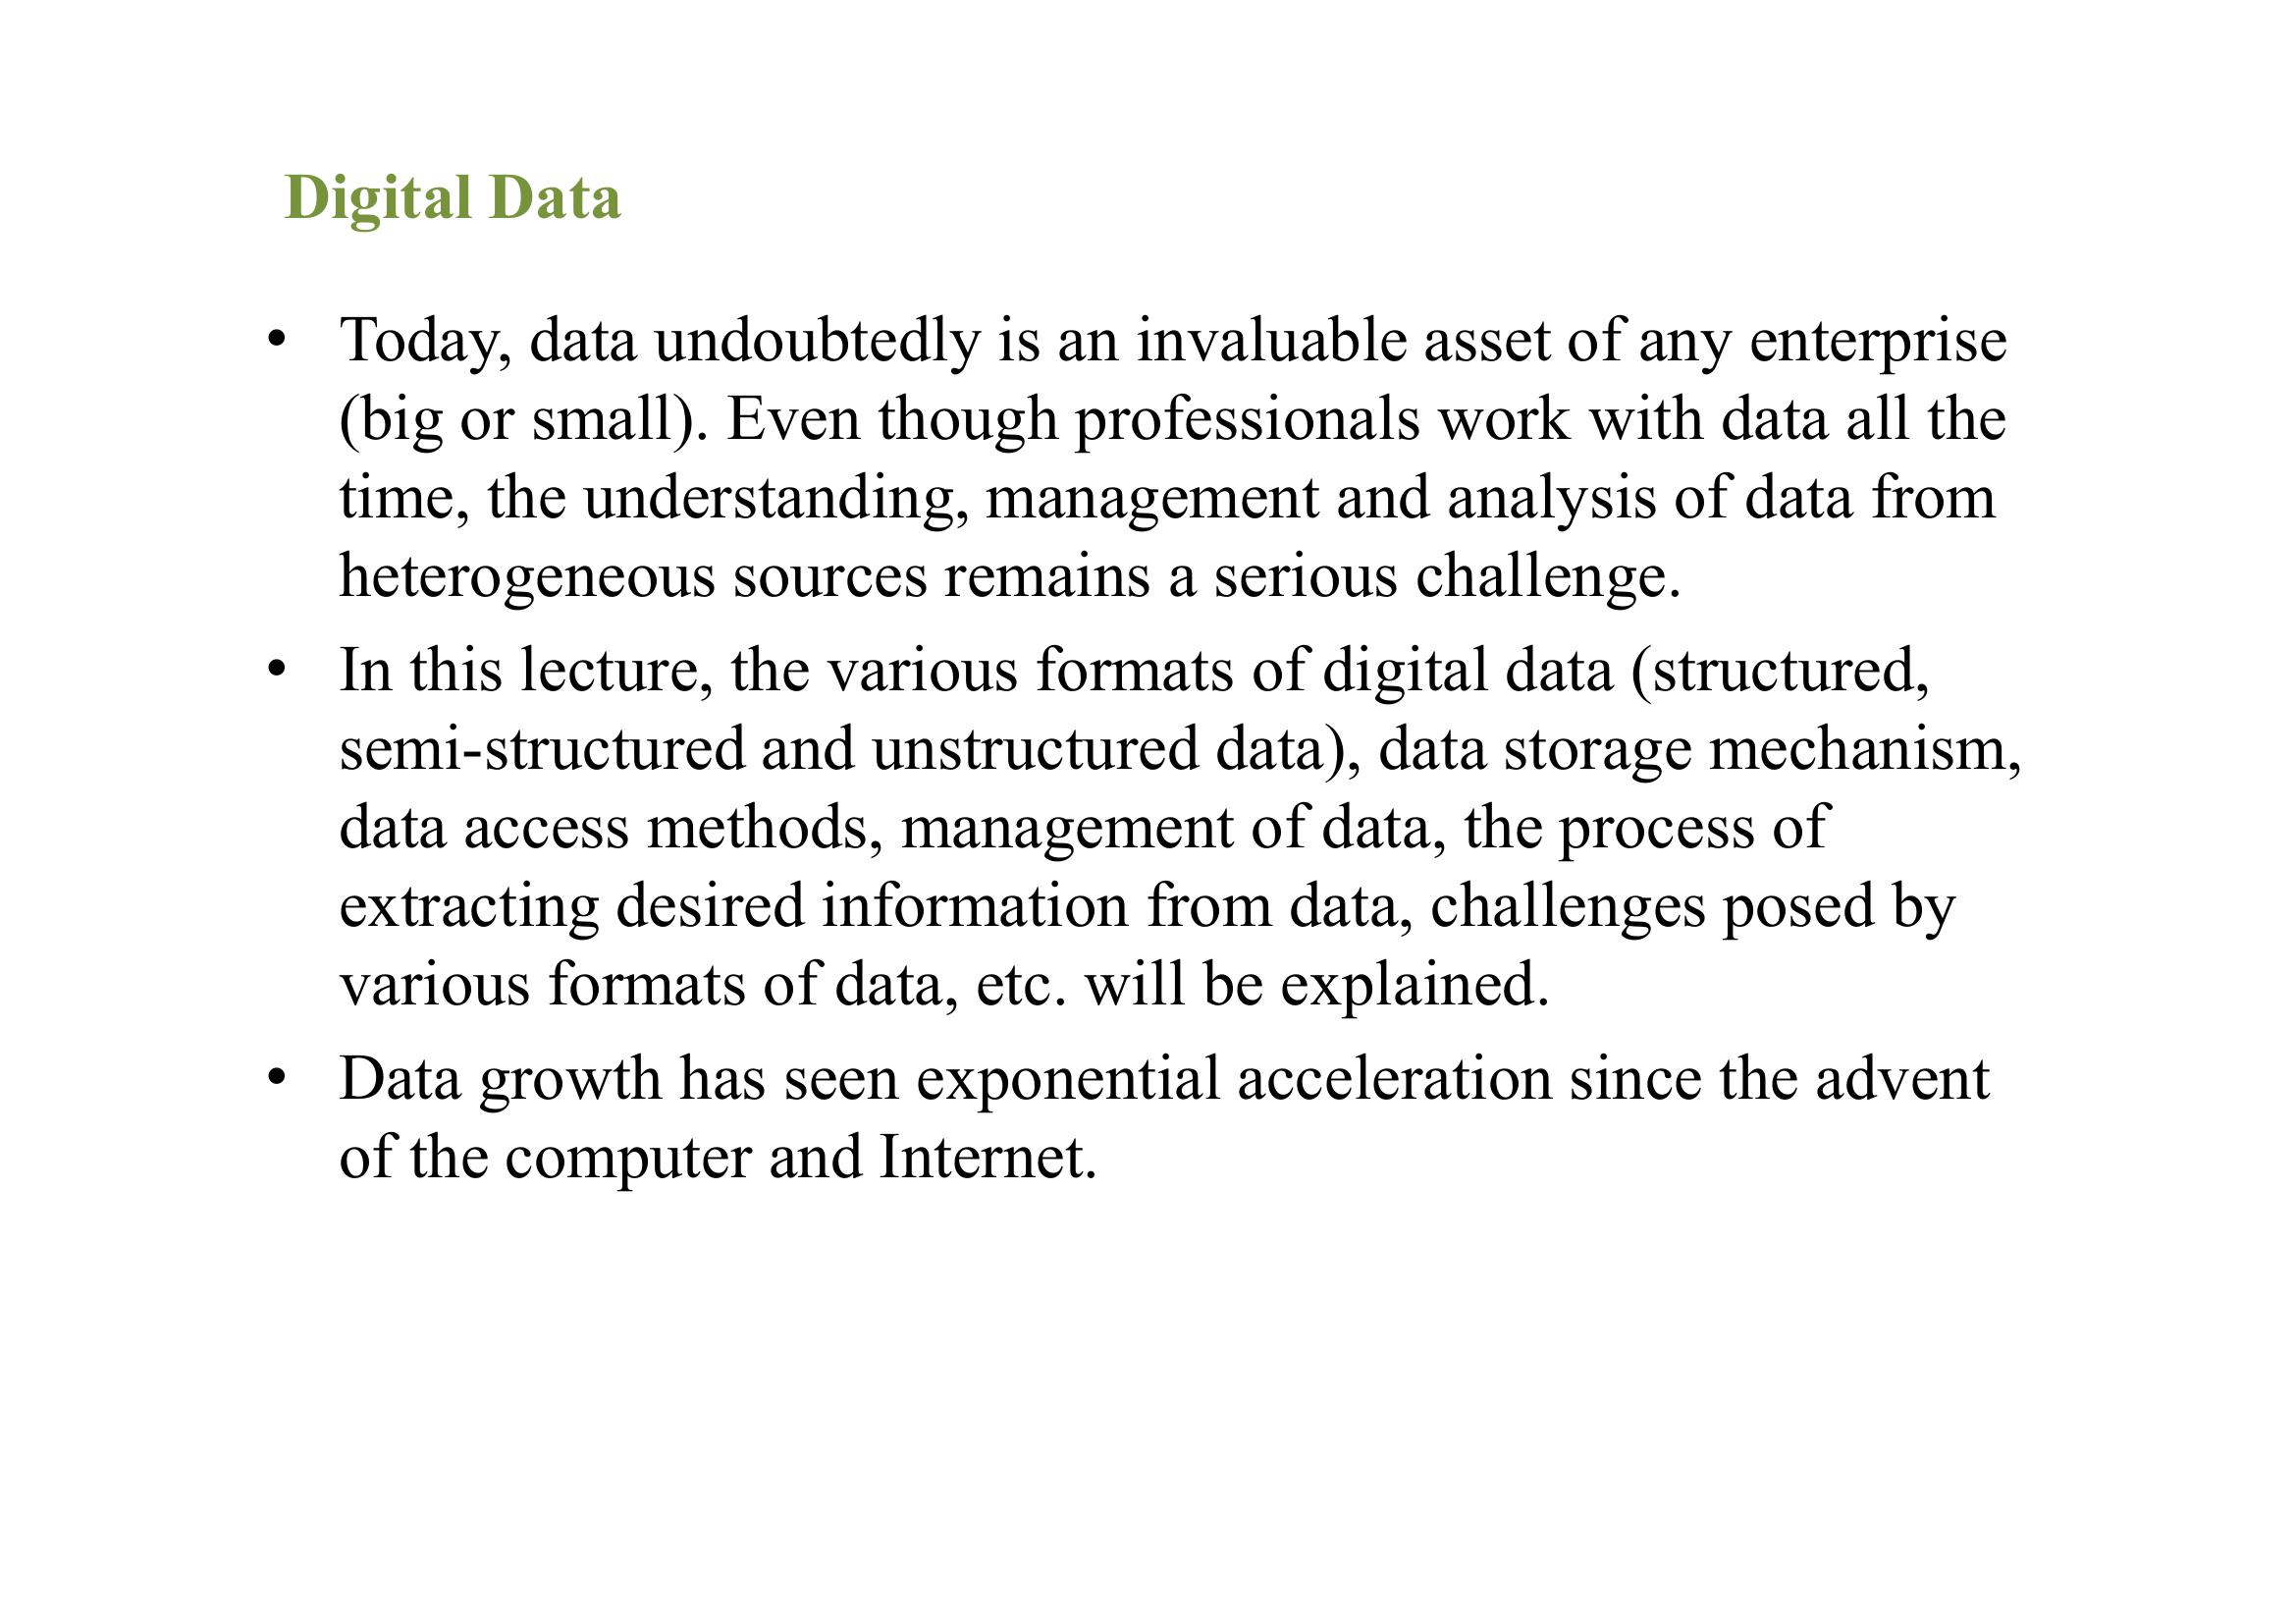 Digital Data
• Today, data undoubtedly is an invaluable asset of any enterprise
(big or small). Even though professionals work with data all the
time, the understanding, management and analysis of data from
heterogeneous sources remains a serious challenge.
• In this lecture, the various formats of digital data (structured,
semi-structured and unstructured data), data storage mechanism,
data access methods, management of data, the process of
extracting desired information from data, challenges posed by
various formats of data, etc. will be explained.
• Data growth has seen exponential acceleration since the advent
of the computer and Internet.